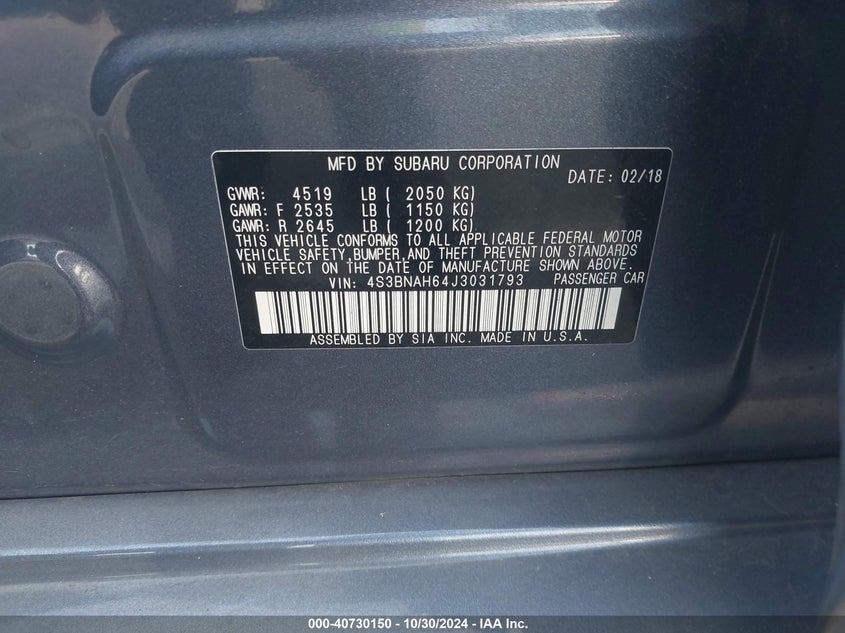 MFD BY SUBARU CORPORATION
DATE: 02/18
GVWR: 4519 LB ( 2050 KG)
GAWR: F 2535 LB ( 1150 KG)
GAWR: R 2645 LB ( 1200 KG)
THIS VEHICLE CONFORMS TO ALL APPLICABLE FEDERAL MOTOR
VEHICLE SAFETY,BUMPER,AND THEFT PREVENTION STANDARDS
IN EFFECT ON THE DATE OF MANUFACTURE SHOWN ABOVE.
VIN: 4S3BNAH64J3031793 PASSENGER CAR
ASSEMBLED BY SIA INC. MADE IN U.S.A.
000-40730150 - 10/30/2024 - IAA Inc.